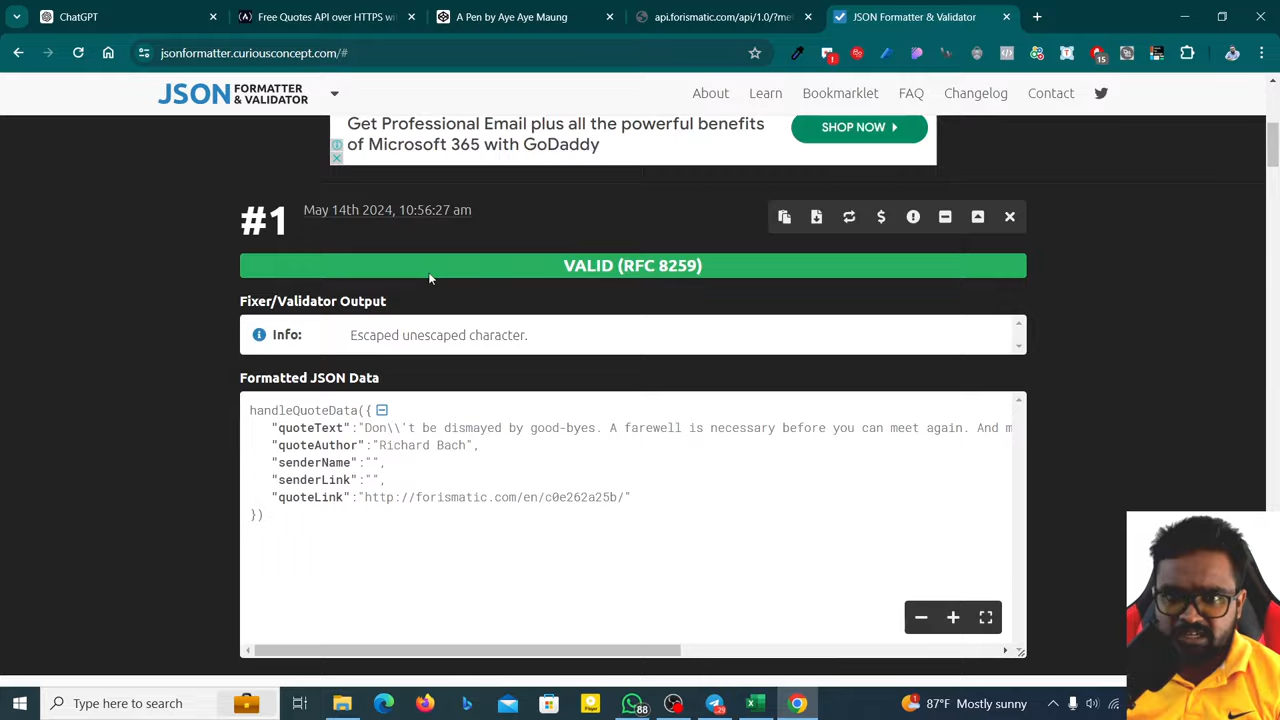 ChatGPT
Free Quotes API over HTTPS wi
A Pen by Aye Aye Maung
api.forismatic.com/api/1.0/?me
JSON Formatter & Validator
jsonformatter.curiousconcept.com/#
1
15
JSON FORMATTER & VALIDATOR
About Learn Bookmarklet FAQ Changelog Contact
Get Professional Email plus all the powerful benefits
of Microsoft 365 with GoDaddy
SHOP NOW
#1
May 14th 2024, 10:56:27 am
VALID (RFC 8259)
Fixer/Validator Output
Info: Escaped unescaped character.
Formatted JSON Data
handleQuoteData({
"quoteText":"Don\\'t be dismayed by good-byes. A farewell is necessary before you can meet again. And m
"quoteAuthor":"Richard Bach",
"senderName":"",
"senderLink":"",
"quoteLink":"http://forismatic.com/en/c0e262a25b/"
})
Type here to search
88
29
87°F Mostly sunny